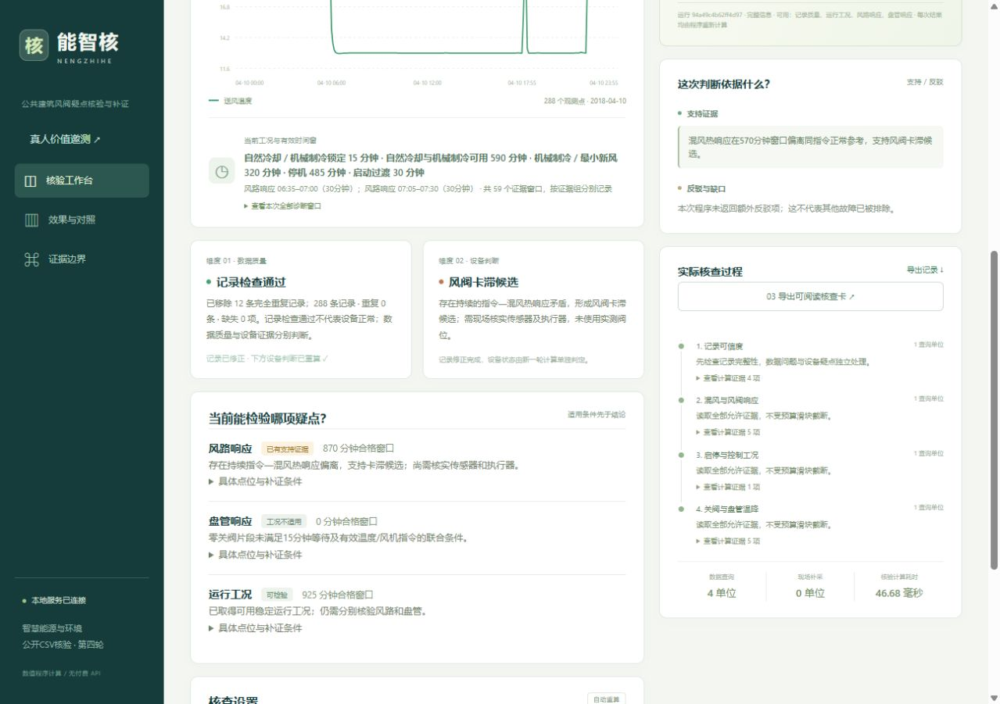 核
能智核
NENGZHIHE
公共建筑风阀疑点核验与补证
真人价值邀测 ↗
核验工作台
效果与对照
证据边界
本地服务已连接
智慧能源与环境
公开CSV核验 · 第四轮
数值程序计算 / 无付费 API
16.8
14.2
11.6
04-10 00:00
04-10 06:00
04-10 12:00
04-10 17:55
04-10 23:55
送风温度
288 个观测点 · 2018-04-10
当前工况与有效时间窗
自然冷却 / 机械制冷锁定 15 分钟 · 自然冷却与机械制冷可用 590 分钟 · 机械制冷 / 最小新风
320 分钟 · 停机 485 分钟 · 启动过渡 30 分钟
风路响应 06:35–07:00（30分钟）；风路响应 07:05–07:30（30分钟） · 共 59 个证据窗口，按证据组分别记录
查看本次全部诊断窗口
维度 01 · 数据质量
记录检查通过
已移除 12 条完全重复记录；288 条记录 · 重复 0
条 · 缺失 0 项。记录检查通过不代表设备正常；数
据质量与设备证据分别判断。
记录已修正 · 下方设备判断已重算 ✓
维度 02 · 设备判断
风阀卡滞候选
存在持续的指令—混风热响应矛盾，形成风阀卡滞
候选；需现场核实传感器及执行器，未使用实测阀
位。
记录修正完成，设备状态由新一轮计算单独判定。
当前能检验哪项疑点？
适用条件先于结论
风路响应 已有支持证据 870 分钟合格窗口
存在持续指令—混风热响应偏离，支持卡滞候选；尚需核实传感器和执行器。
具体点位与补证条件
盘管响应 工况不适用 0 分钟合格窗口
零关阀片段未满足15分钟等待及有效温度/风机指令的联合条件。
具体点位与补证条件
运行工况 可检验 925 分钟合格窗口
已取得可用稳定运行工况；仍需分别核验风路和盘管。
具体点位与补证条件
核查设置
自动重算
运行 94a49c4b62ff4d97 · 完整信息 · 可用：记录质量、运行工况、风路响应、盘管响应 · 每次结果
均由程序重新计算
这次判断依据什么？
支持 / 反驳
支持证据
混风热响应在570分钟窗口偏离同指令正常参考，支持风阀卡滞候
选。
反驳与缺口
本次程序未返回额外反驳项；这不代表其他故障已被排除。
实际核查过程
导出记录 ↓
03 导出可阅读核查卡 ↗
1. 记录可信度
1 查询单位
先检查记录完整性，数据问题与设备疑点独立处理。
查看计算证据 4 项
2. 混风与风阀响应
1 查询单位
读取全部允许证据，不受预算滑块截断。
查看计算证据 5 项
3. 启停与控制工况
1 查询单位
读取全部允许证据，不受预算滑块截断。
查看计算证据 1 项
4. 关阀与盘管温降
1 查询单位
读取全部允许证据，不受预算滑块截断。
查看计算证据 5 项
数据查询
4 单位
现场补采
0 单位
核验计算耗时
46.68 毫秒